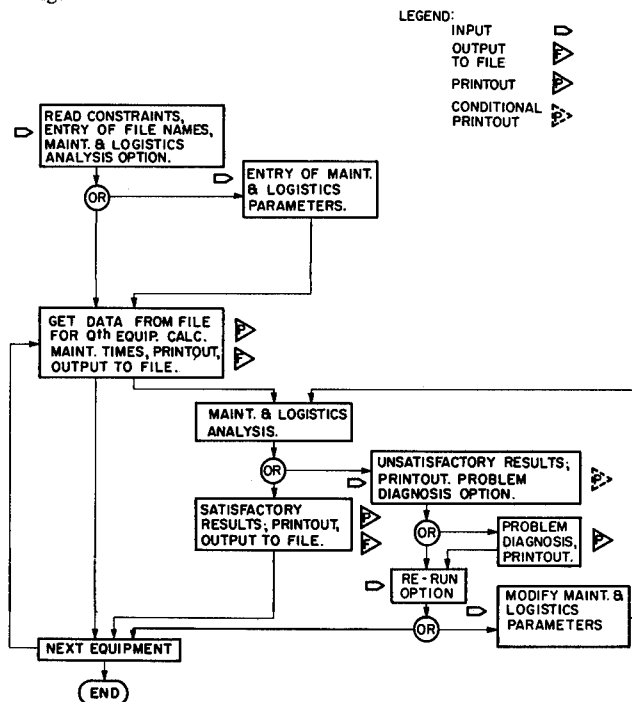 LEGEND:
INPUT
OUTPUT
TO FILE
F
PRINTOUT
P
CONDITIONAL
PRINTOUT
P
READ CONSTRAINTS,
ENTRY OF FILE NAMES,
MAINT. & LOGISTICS
ANALYSIS OPTION.
OR
ENTRY OF MAINT.
& LOGISTICS
PARAMETERS.
GET DATA FROM FILE
FOR Qth EQUIP. CALC.
MAINT. TIMES, PRINTOUT,
OUTPUT TO FILE.
P
F
MAINT. & LOGISTICS
ANALYSIS.
OR
UNSATISFACTORY RESULTS;
PRINTOUT. PROBLEM
DIAGNOSIS OPTION.
P
SATISFACTORY
RESULTS; PRINTOUT,
OUTPUT TO FILE.
P
F
OR
PROBLEM
DIAGNOSIS,
PRINTOUT.
P
RE-RUN
OPTION
OR
MODIFY MAINT. &
LOGISTICS
PARAMETERS
NEXT EQUIPMENT
END